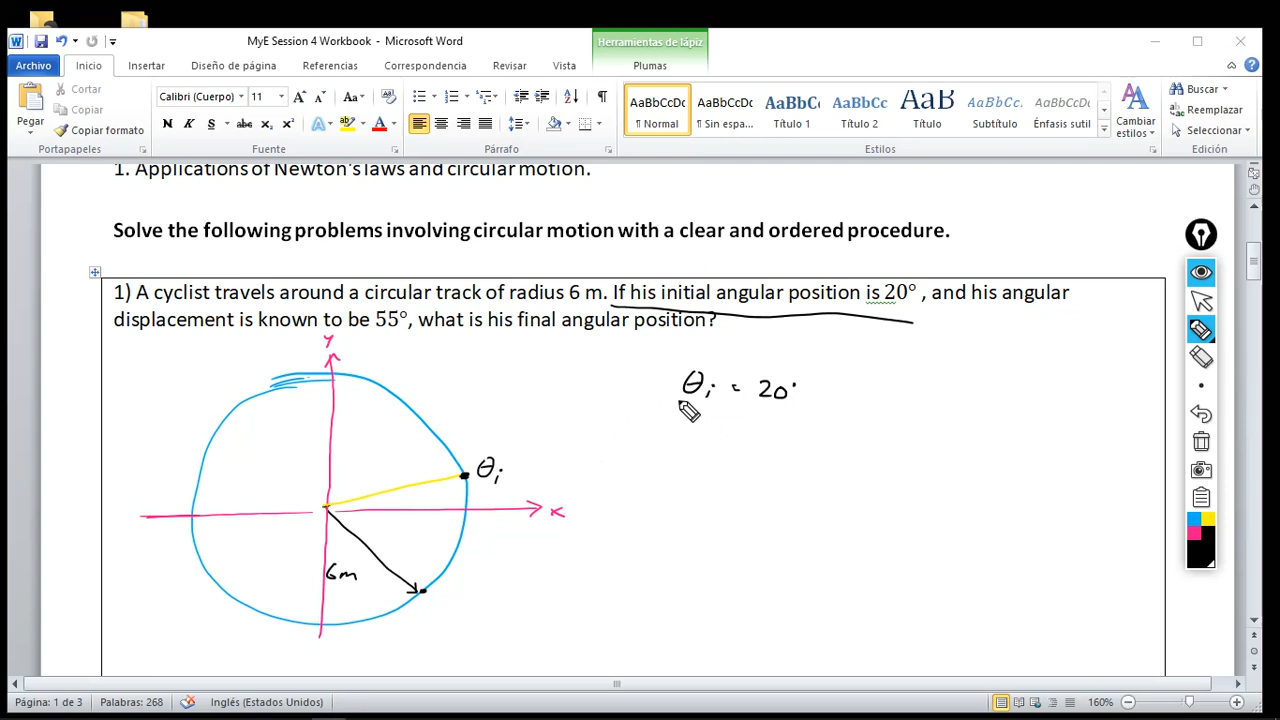 MyE Session 4 Workbook - Microsoft Word
Herramientas de lápiz
Archivo Inicio Insertar Diseño de página Referencias Correspondencia Revisar Vista Plumas
Pegar
Cortar
Copiar
Copiar formato
Portapapeles
Calibri (Cuerpo) 11
N K S abc x₂ x²
Fuente
Párrafo
AaBbCcDc AaBbCcDc AaBbCc AaBbCc AaB AaBbCc. AaBbCcDc
¶ Normal ¶ Sin espa... Título 1 Título 2 Título Subtítulo Énfasis sutil
Cambiar estilos
Estilos
Buscar
Reemplazar
Seleccionar
Edición
1. Applications of Newton's laws and circular motion.
Solve the following problems involving circular motion with a clear and ordered procedure.
1) A cyclist travels around a circular track of radius 6 m. If his initial angular position is 20° , and his angular
displacement is known to be 55°, what is his final angular position?
y
θi = 20°
θi
x
6m
Página: 1 de 3 Palabras: 268 Inglés (Estados Unidos) 160%